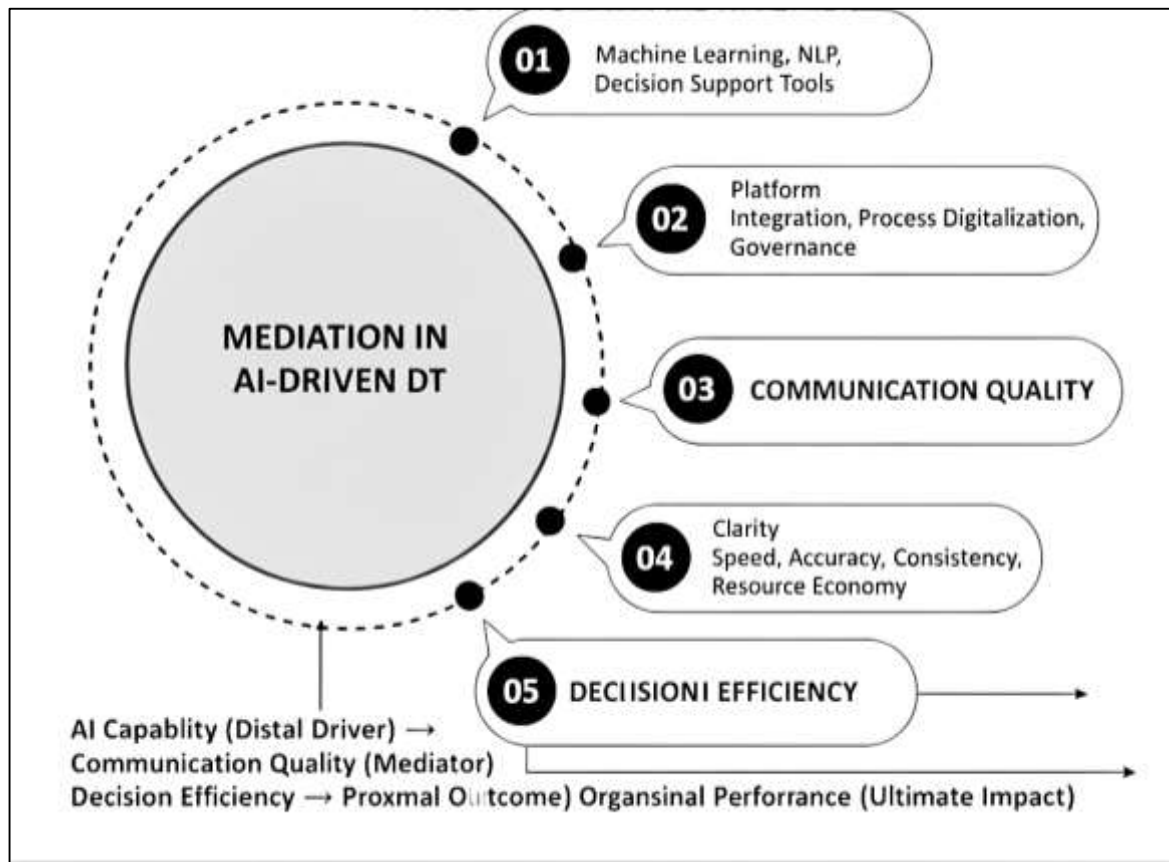 01
Machine Learning, NLP,
Decision Support Tools
02
Platform
Integration, Process Digitalization,
Governance
MEDIATION IN
AI-DRIVEN DT
03
COMMUNICATION QUALITY
04
Clarity
Speed, Accuracy, Consistency,
Resource Economy
05
DECIISIONI EFFICIENCY
AI Capablity (Distal Driver) →
Communication Quality (Mediator)
Decision Efficiency → Proxmal Outcome) Organsinal Perforrance (Ultimate Impact)